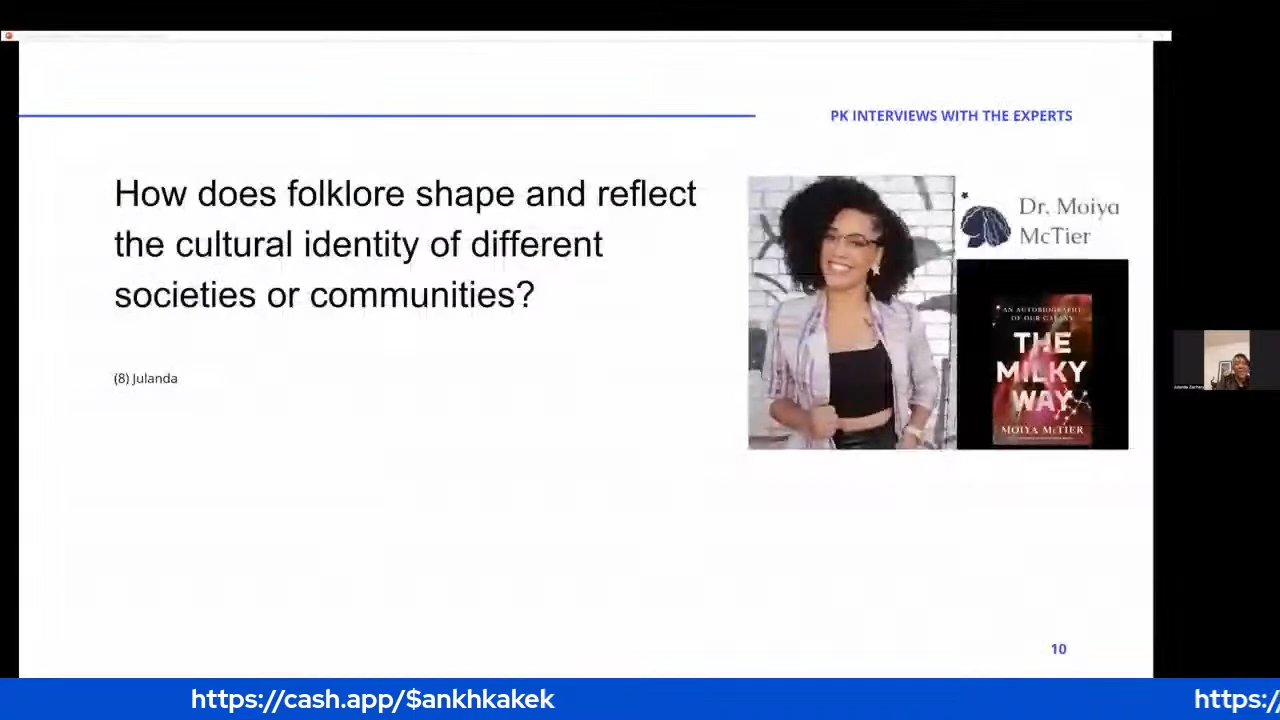 PK INTERVIEWS WITH THE EXPERTS
How does folklore shape and reflect
the cultural identity of different
societies or communities?
(8) Julanda
Dr. Moiya
McTier
AN AUTOBIOGRAPHY
OF OUR GALAXY
THE
MILKY
WAY
MOIYA McTIER
10
https://cash.app/$ankhkakek
https:/